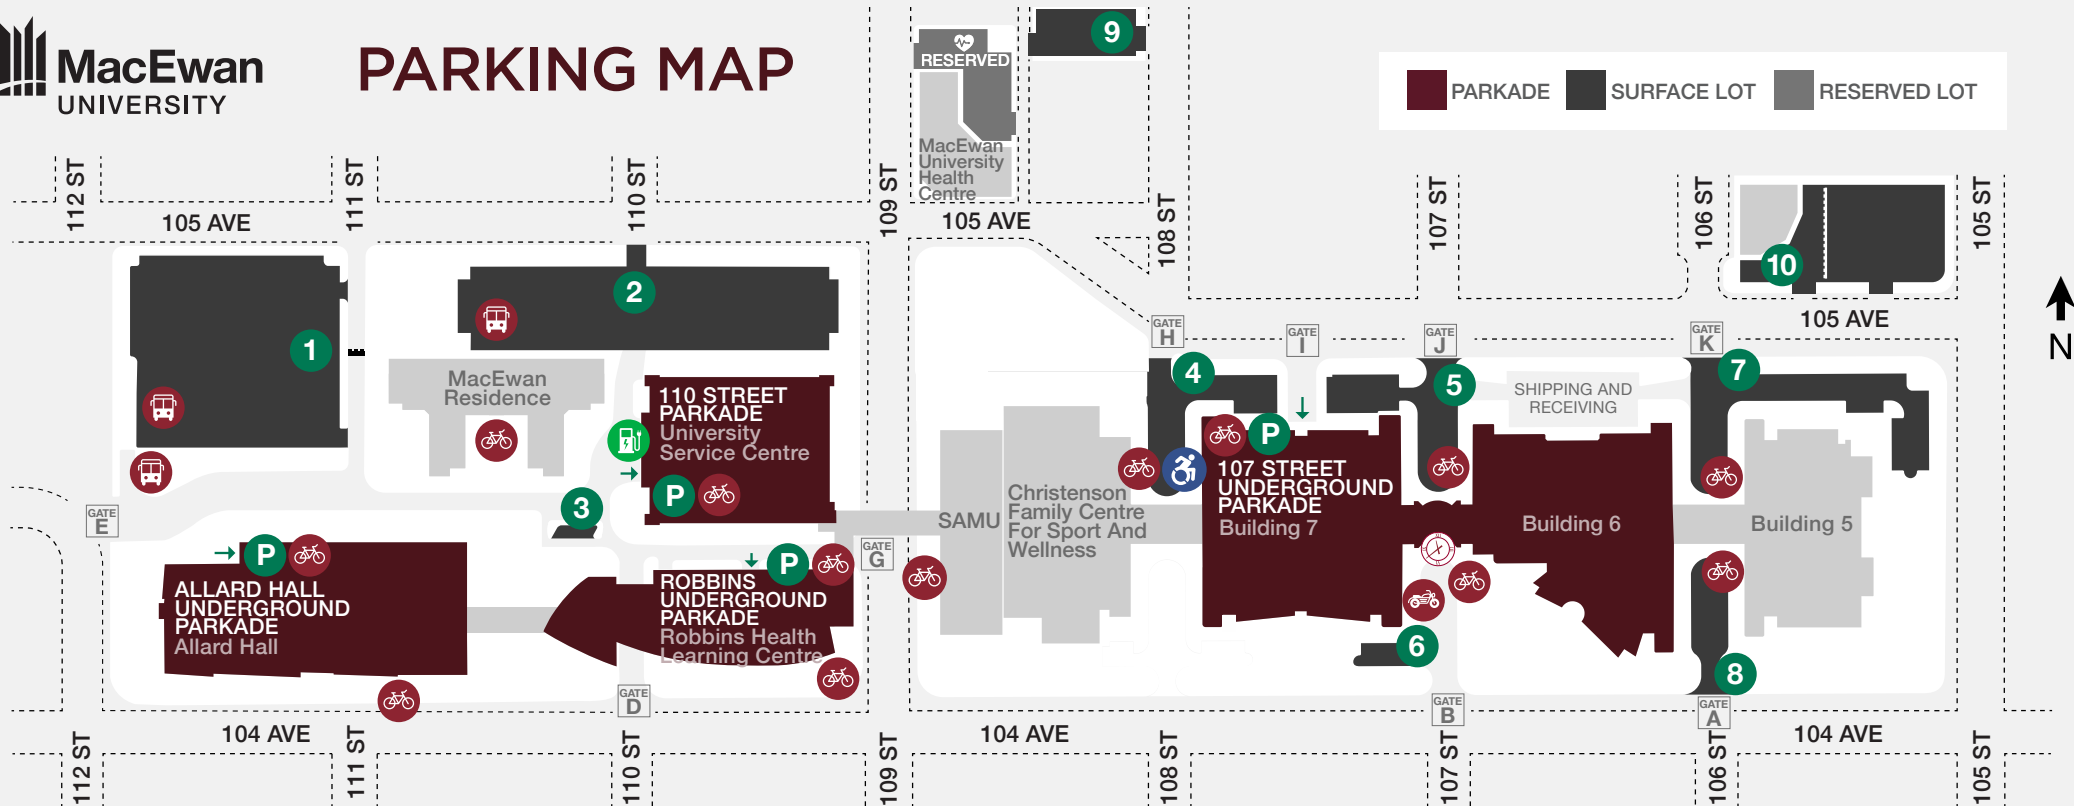 MacEwan
UNIVERSITY
PARKING MAP
RESERVED
MacEwan
University
Health
Centre
9
PARKADE
SURFACE LOT
RESERVED LOT
112 ST
111 ST
110 ST
109 ST
108 ST
107 ST
106 ST
105 ST
105 AVE
105 AVE
105 AVE
10
N
1
2
MacEwan
Residence
110 STREET
PARKADE
University
Service Centre
P
3
GATE
E
GATE
H
GATE
I
GATE
J
GATE
K
4
5
7
SHIPPING AND
RECEIVING
P
107 STREET
UNDERGROUND
PARKADE
Building 7
SAMU
Christenson
Family Centre
For Sport And
Wellness
Building 6
Building 5
P
ALLARD HALL
UNDERGROUND
PARKADE
Allard Hall
P
ROBBINS
UNDERGROUND
PARKADE
Robbins Health
Learning Centre
GATE
G
6
8
GATE
D
GATE
B
GATE
A
104 AVE
104 AVE
104 AVE
112 ST
111 ST
110 ST
109 ST
108 ST
107 ST
106 ST
105 ST